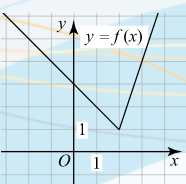 y
y = f(x)
1
O 1 x